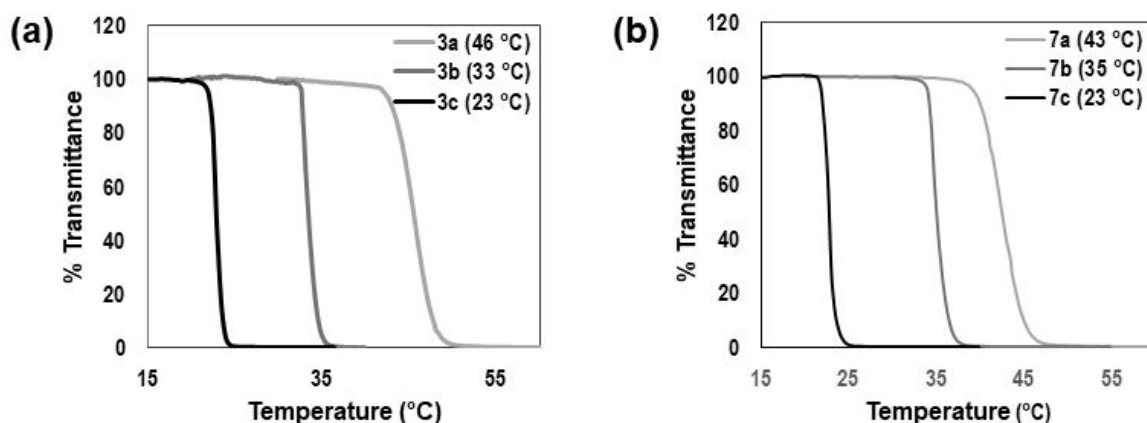 (a)
120
100
80
60
40
20
0
% Transmittance
3a (46 °C)
3b (33 °C)
3c (23 °C)
15 35 55
Temperature (°C)
(b)
120
100
80
60
40
20
0
% Transmittance
7a (43 °C)
7b (35 °C)
7c (23 °C)
15 25 35 45 55
Temperature (°C)